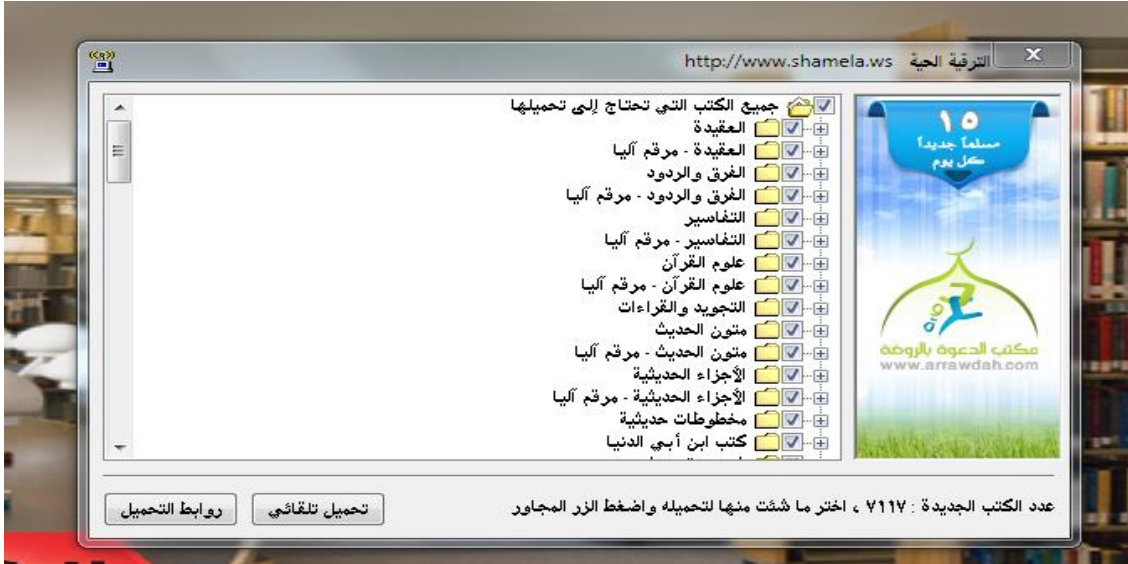 الترقية الحية http://www.shamela.ws
جميع الكتب التي تحتاج إلى تحميلها
العقيدة
العقيدة - مرقم آليا
الفرق والردود
الفرق والردود - مرقم آليا
التفاسير
التفاسير - مرقم آليا
علوم القرآن
علوم القرآن - مرقم آليا
التجويد والقراءات
متون الحديث
متون الحديث - مرقم آليا
الأجزاء الحديثية
الأجزاء الحديثية - مرقم آليا
مخطوطات حديثية
كتب ابن أبي الدنيا
١٥
مسلماً جديداً
كل يوم
مكتب الدعوة بالروضة
www.arrawdah.com
عدد الكتب الجديدة : ٧١١٧ ، اختر ما شئت منها لتحميله واضغط الزر المجاور
تحميل تلقائي
روابط التحميل